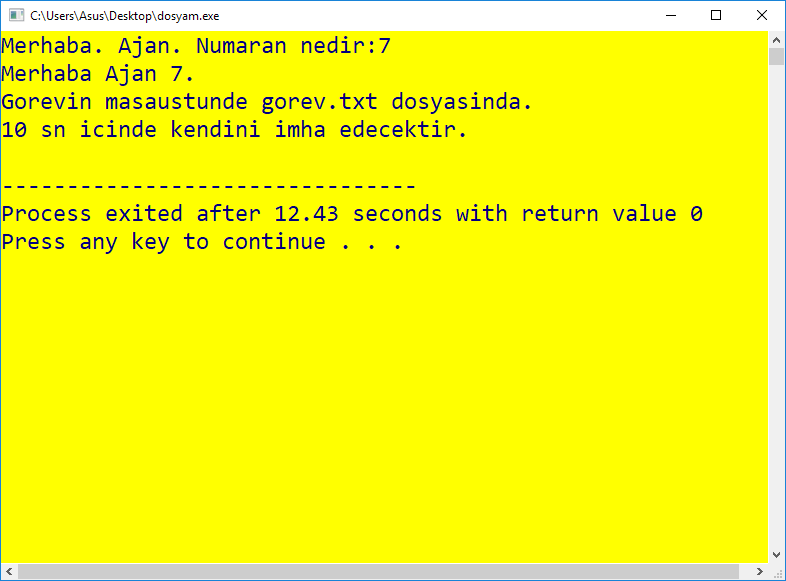 C:\Users\Asus\Desktop\dosyam.exe
Merhaba. Ajan. Numaran nedir:7
Merhaba Ajan 7.
Gorevin masaustunde gorev.txt dosyasinda.
10 sn icinde kendini imha edecektir.
--------------------------------
Process exited after 12.43 seconds with return value 0
Press any key to continue . . .